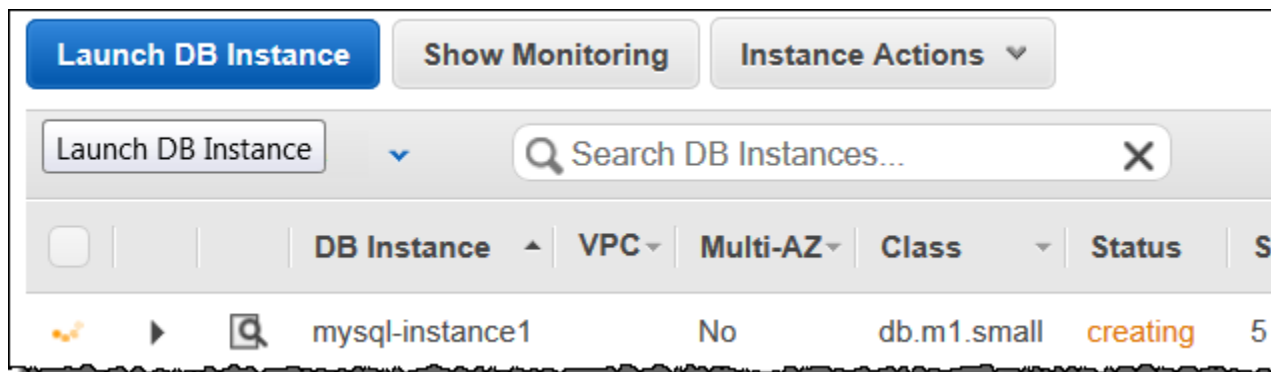 Launch DB Instance Show Monitoring Instance Actions
Launch DB Instance Search DB Instances...
DB Instance VPC Multi-AZ Class Status S
mysql-instance1 No db.m1.small creating 5